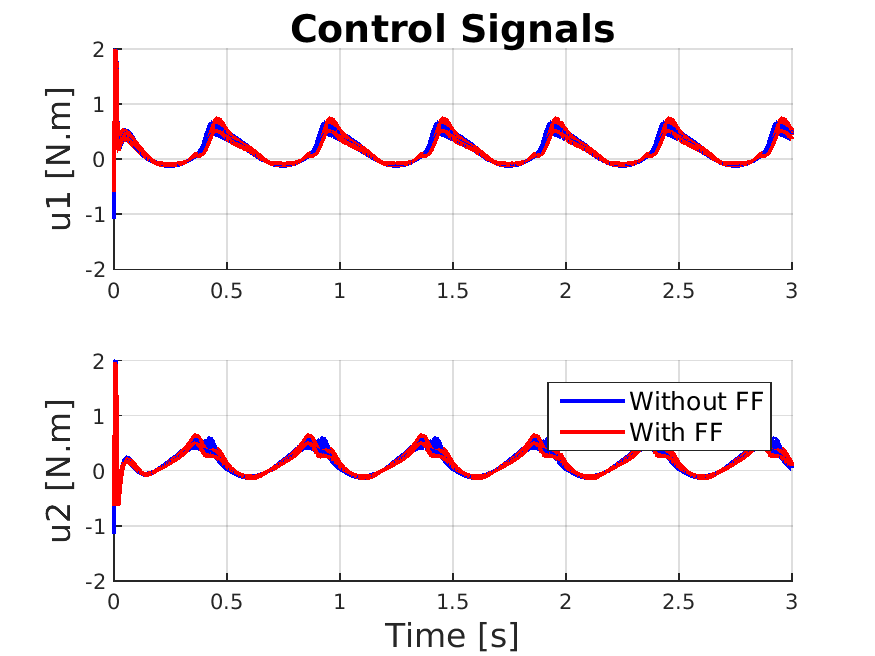 Control Signals
u1 [N.m]
2
1
0
-1
-2
0 0.5 1 1.5 2 2.5 3
u2 [N.m]
2
1
0
-1
-2
Without FF
With FF
0 0.5 1 1.5 2 2.5 3
Time [s]